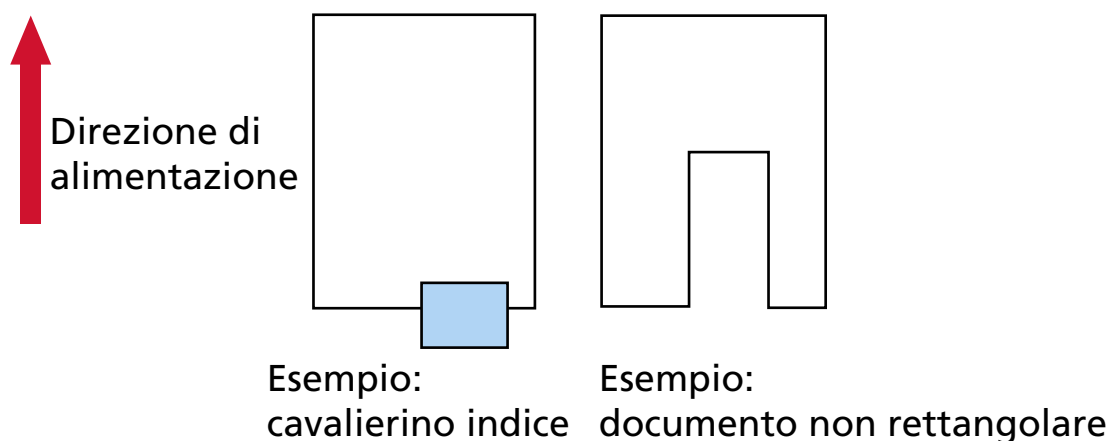 Direzione di
alimentazione
Esempio:
cavalierino indice
Esempio:
documento non rettangolare